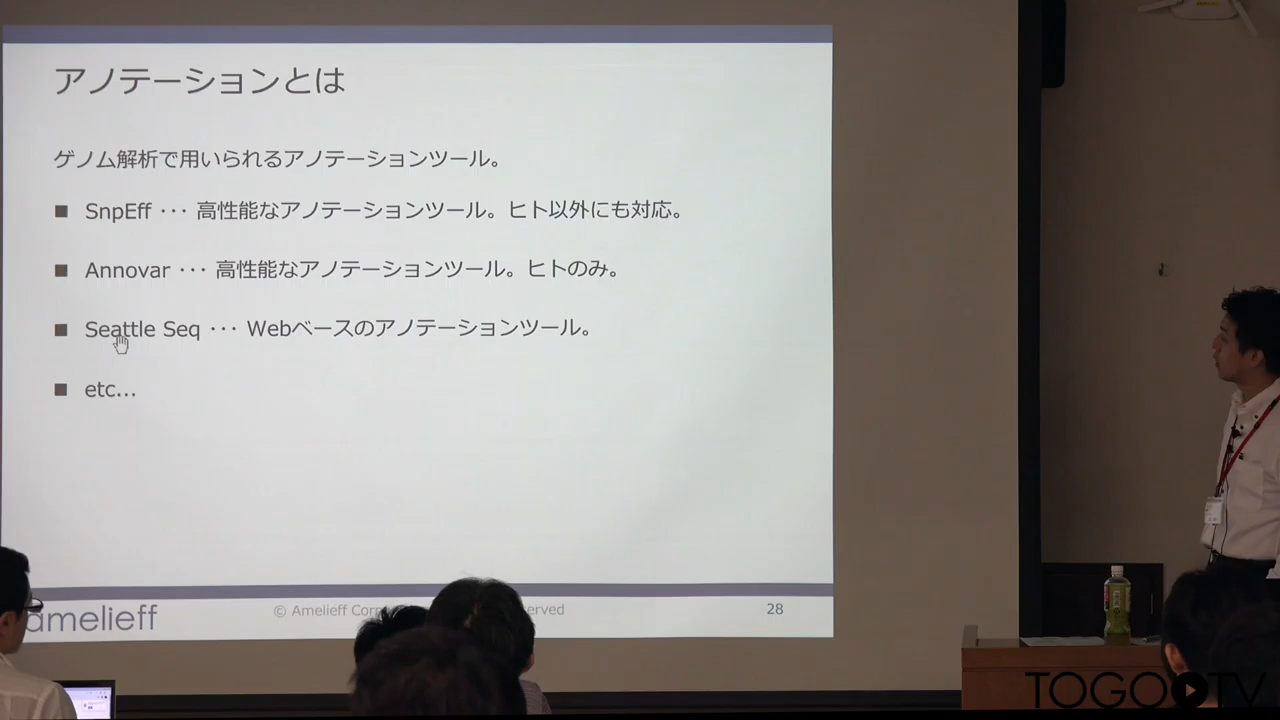 アノテーションとは
ゲノム解析で用いられるアノテーションツール。
■ SnpEff ･･･ 高性能なアノテーションツール。ヒト以外にも対応。
■ Annovar ･･･ 高性能なアノテーションツール。ヒトのみ。
■ Seattle Seq ･･･ Webベースのアノテーションツール。
■ etc...
amelieff
© Amelieff
28
TOGO TV